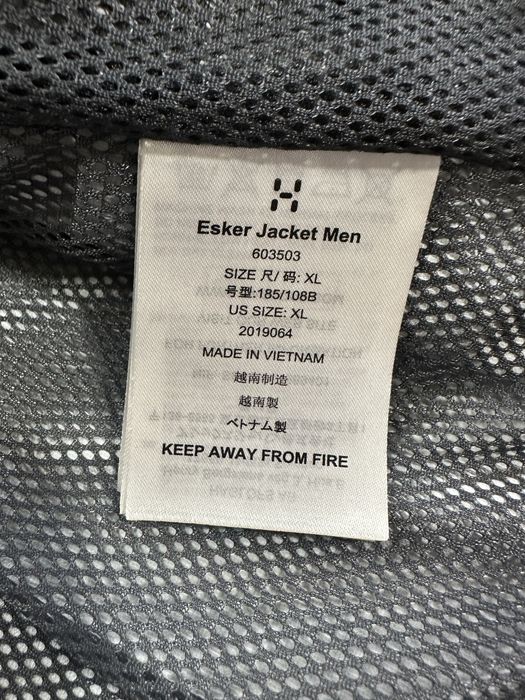 Esker Jacket Men
603503
SIZE 尺/ 码: XL
号型:185/108B
US SIZE: XL
2019064
MADE IN VIETNAM
越南制造
越南製
ベトナム製
KEEP AWAY FROM FIRE